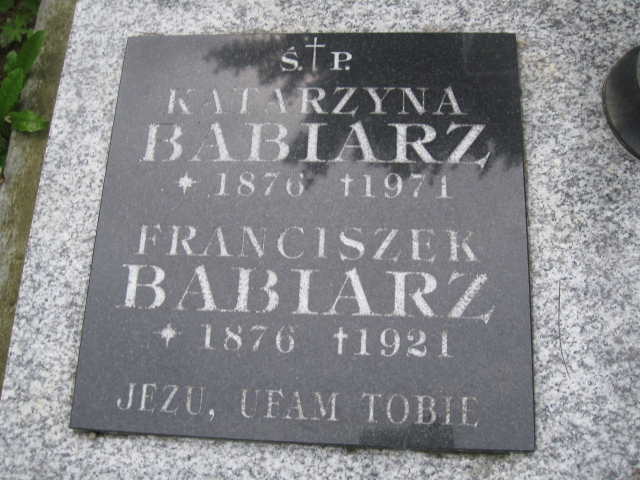 Ś.†P.
KATARZYNA
BABIARZ
* 1876 †1971
FRANCISZEK
BABIARZ
* 1876 †1921
JEZU, UFAM TOBIE